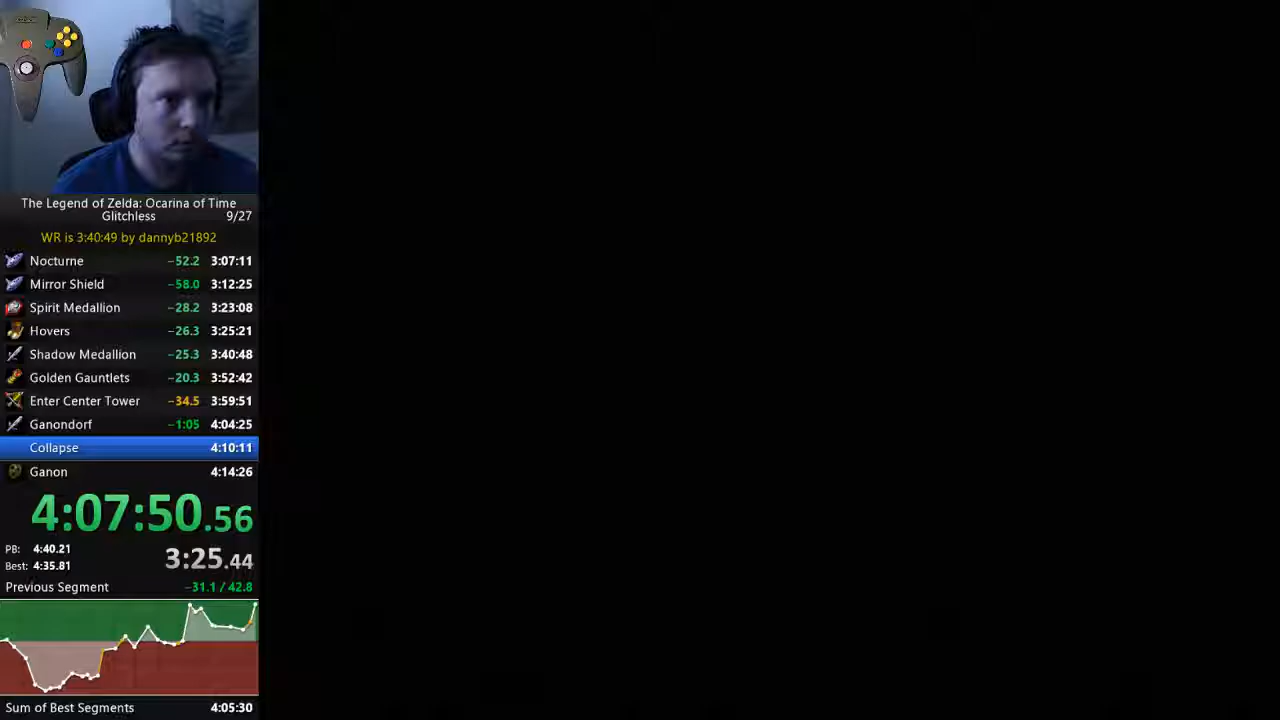 The Legend of Zelda: Ocarina of Time
Glitchless 9/27
WR is 3:40:49 by dannyb21892
Nocturne -52.2 3:07:11
Mirror Shield -58.0 3:12:25
Spirit Medallion -28.2 3:23:08
Hovers -26.3 3:25:21
Shadow Medallion -25.3 3:40:48
Golden Gauntlets -20.3 3:52:42
Enter Center Tower -34.5 3:59:51
Ganondorf -1:05 4:04:25
Collapse 4:10:11
Ganon 4:14:26
4:07:50.56
PB: 4:40.21
Best: 4:35.81
3:25.44
Previous Segment -31.1 / 42.8
Sum of Best Segments 4:05:30